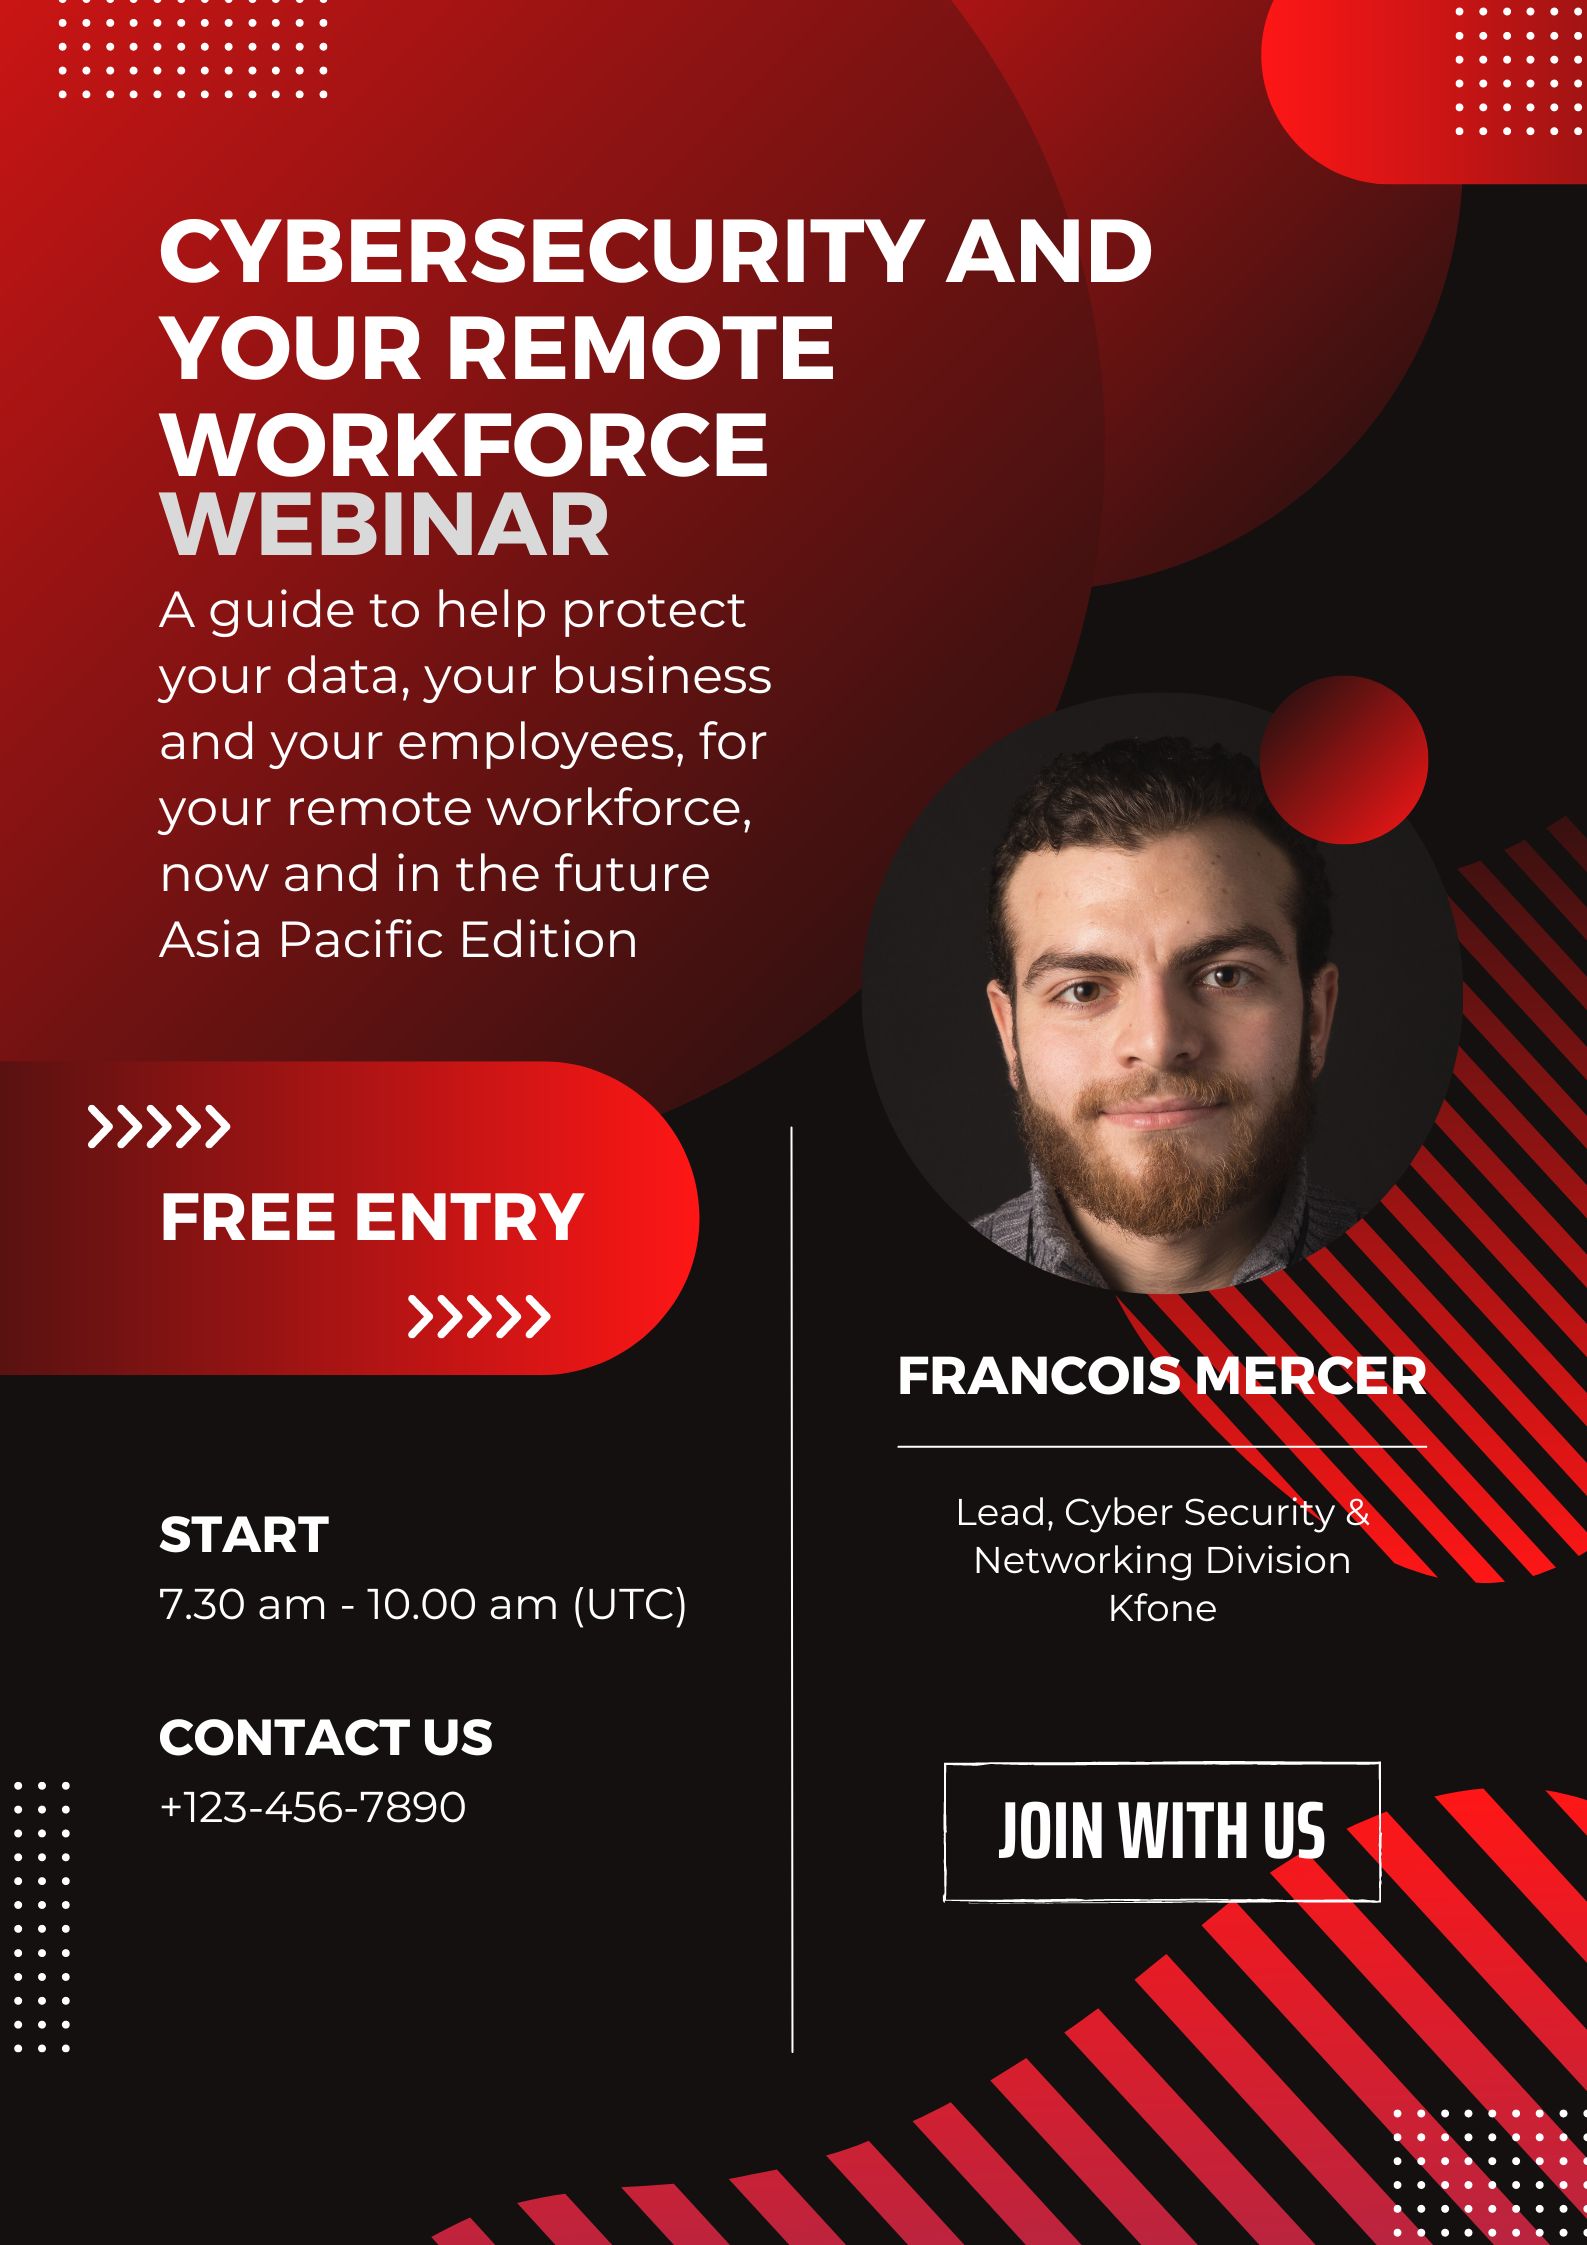 CYBERSECURITY AND
YOUR REMOTE
WORKFORCE
WEBINAR
A guide to help protect
your data, your business
and your employees, for
your remote workforce,
now and in the future
Asia Pacific Edition
FREE ENTRY
START
7.30 am - 10.00 am (UTC)
CONTACT US
+123-456-7890
FRANCOIS MERCER
Lead, Cyber Security &
Networking Division
Kfone
JOIN WITH US